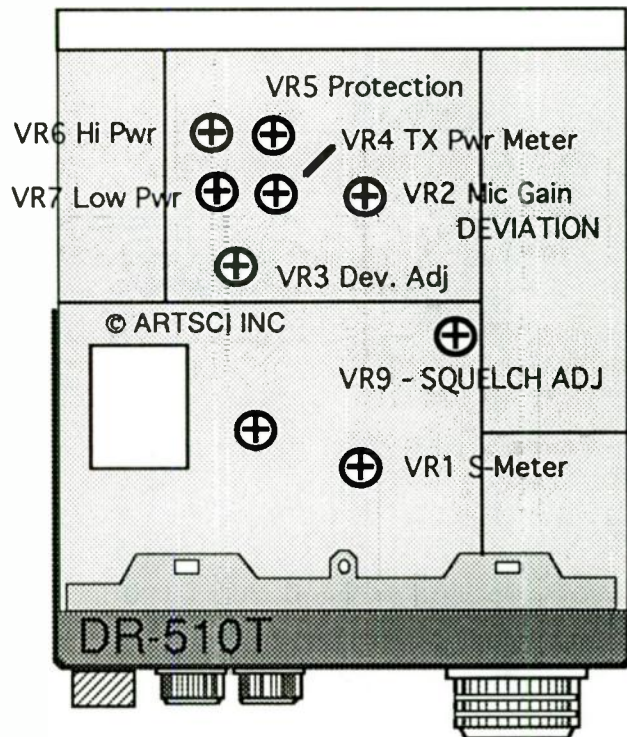 VR5 Protection
VR6 Hi Pwr
VR4 TX Pwr Meter
VR7 Low Pwr
VR2 Mic Gain
DEVIATION
VR3 Dev. Adj
© ARTSCI INC
VR9 - SQUELCH ADJ
VR1 S-Meter
DR-510T